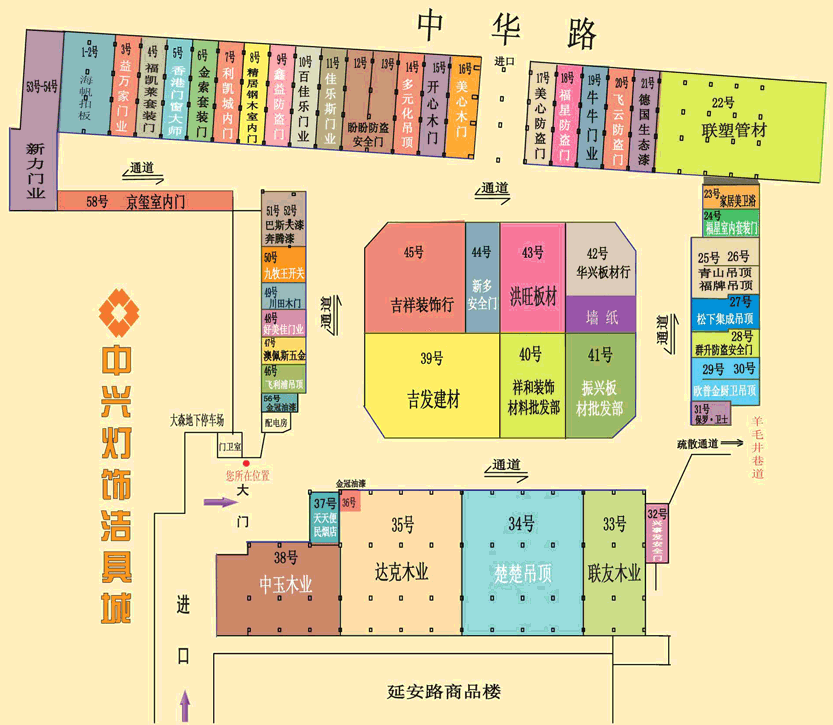 中华路
进口
53号-54号
新力门业
1-2号
海帆扣板
3号
益万家门业
4号
福凯莱套装门
5号
香港门窗大师
6号
金索套装门
7号
利凯城内门
8号
精居钢木室内门
9号
鑫益防盗门
10号
百佳乐门业
11号
佳乐斯门业
12号
13号
盼盼防盗
安全门
14号
多元化吊顶
15号
开心木门
16号
美心木门
17号
美心防盗门
18号
福星防盗门
19号
牛牛门业
20号
飞云防盗门
21号
德国生态漆
22号
联塑管材
通道
58号 京玺室内门
通道
23号
家居美卫浴
24号
福星室内套装门
25号 26号
青山吊顶
福牌吊顶
27号
松下集成吊顶
28号
群升防盗安全门
29号 30号
欧普金厨卫吊顶
31号
保罗·卫士
51号 52号
巴斯夫漆
奔腾漆
50号
九牧王开关
49号
川田木门
48号
好美佳门业
47号
澳佩斯五金
46号
飞利浦吊顶
56号
金冠油漆
配电房
通道
45号
吉祥装饰行
44号
新多
安全门
43号
洪旺板材
42号
华兴板材行
墙纸
39号
吉发建材
40号
祥和装饰
材料批发部
41号
振兴板
材批发部
通道
中兴灯饰洁具城
大森地下停车场
门卫室
您所在位置
大门
疏散通道
羊毛井巷道
通道
金冠油漆
37号
天天便
民烟店
36号
35号
达克木业
34号
楚楚吊顶
33号
联友木业
32号
38号
中玉木业
进口
延安路商品楼